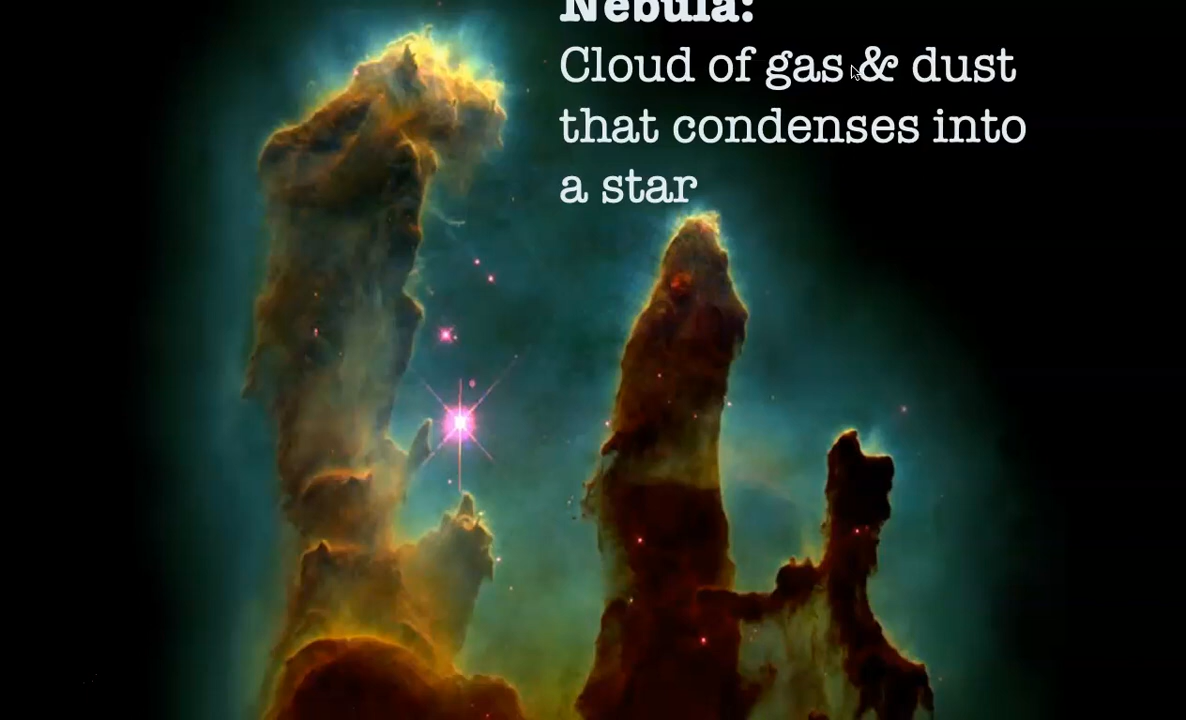 Nebula:
Cloud of gas & dust
that condenses into
a star